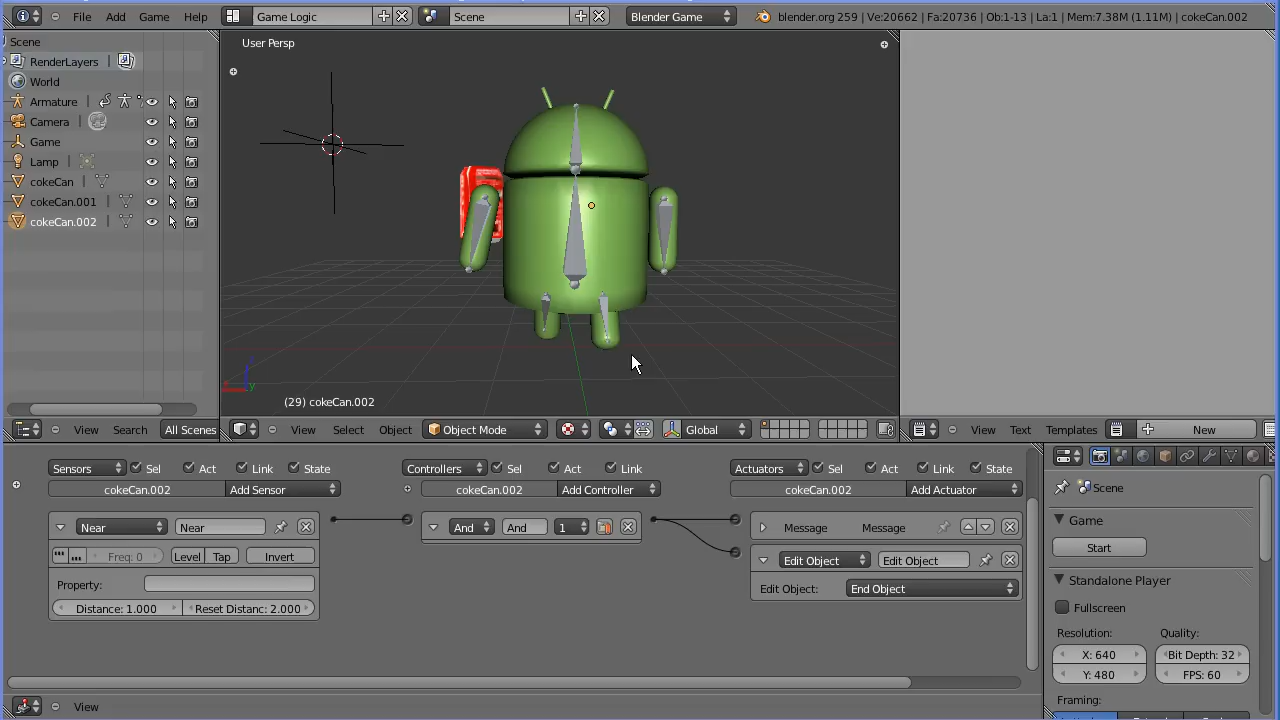 File Add Game Help Game Logic Scene Blender Game blender.org 259 | Ve:20662 | Fa:20736 | Ob:1-13 | La:1 | Mem:7.38M (1.11M) | cokeCan.002
Scene
RenderLayers
World
Armature
Camera
Game
Lamp
cokeCan
cokeCan.001
cokeCan.002
User Persp
(29) cokeCan.002
View Search All Scenes
View Select Object Object Mode Global
View Text Templates New
Sensors Sel Act Link State
cokeCan.002 Add Sensor
Near Near
Freq: 0 Level Tap Invert
Property:
Distance: 1.000 Reset Distanc: 2.000
Controllers Sel Act Link
cokeCan.002 Add Controller
And And 1
Actuators Sel Act Link State
cokeCan.002 Add Actuator
Message Message
Edit Object Edit Object
Edit Object: End Object
Scene
Game
Start
Standalone Player
Fullscreen
Resolution: Quality:
X: 640 Bit Depth: 32
Y: 480 FPS: 60
Framing:
View